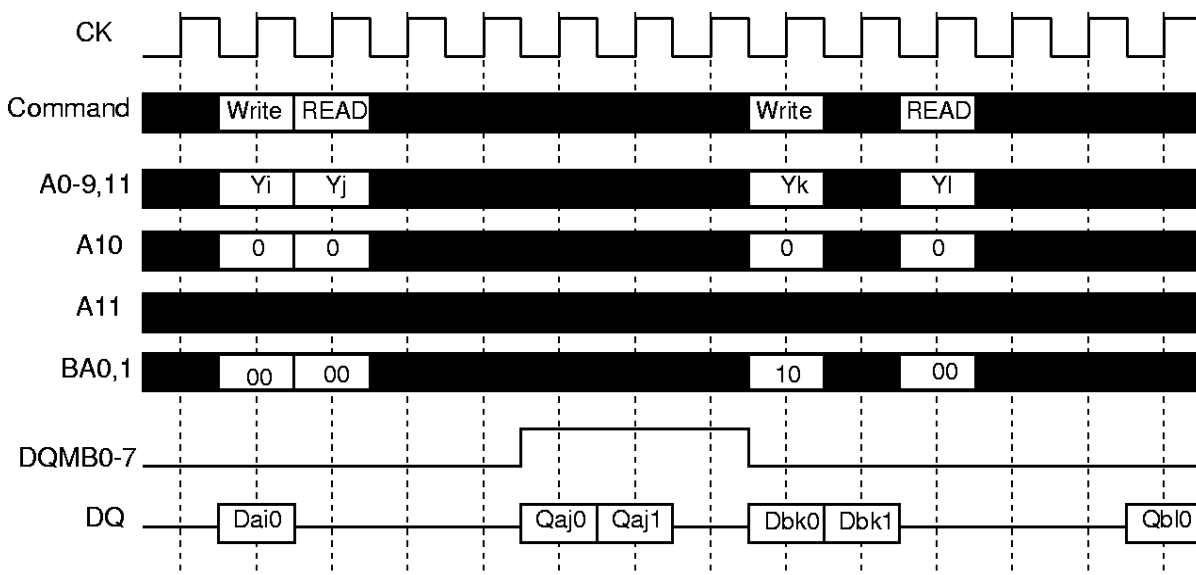 CK
Command Write READ Write READ
A0-9,11 Yi Yj Yk Yl
A10 0 0 0 0
A11
BA0,1 00 00 10 00
DQMB0-7
DQ Dai0 Qaj0 Qaj1 Dbk0 Dbk1 Qbl0